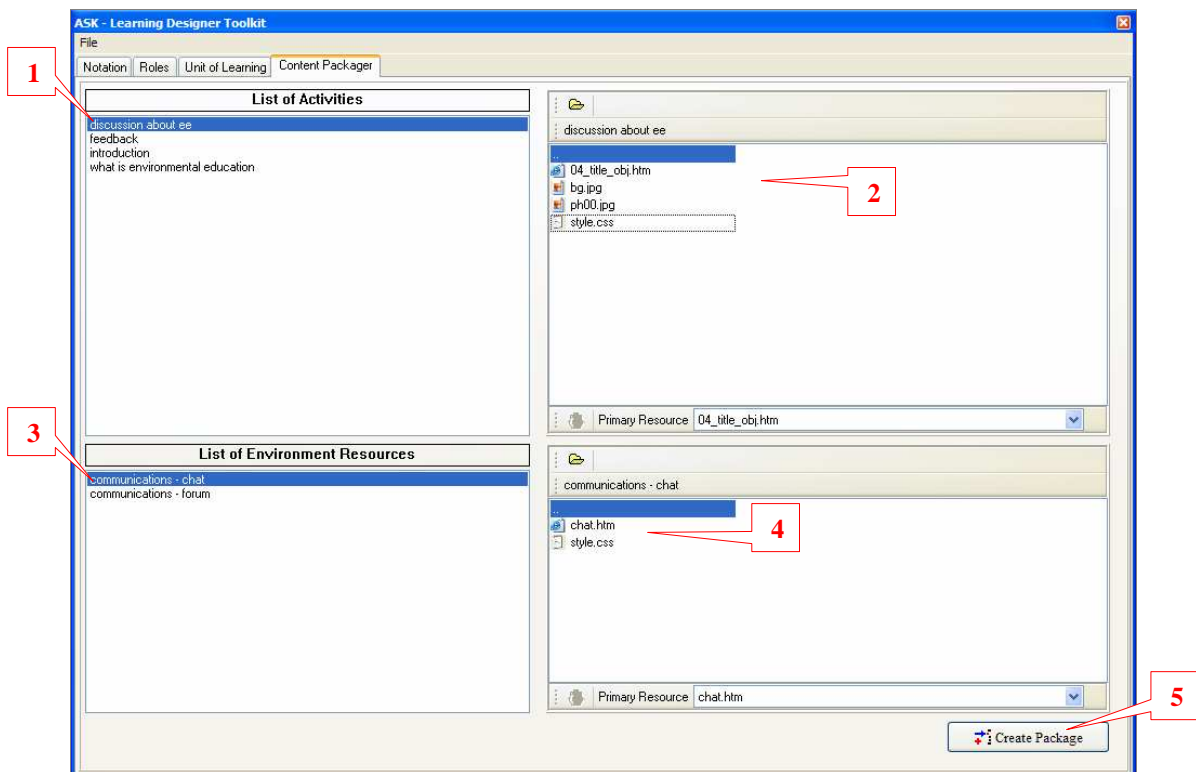 ASK - Learning Designer Toolkit
File
Notation Roles Unit of Learning Content Packager
1
List of Activities
discussion about ee
feedback
introduction
what is environmental education
discussion about ee
..
04_title_obj.htm
bg.jpg
ph00.jpg
style.css
2
Primary Resource 04_title_obj.htm
3
List of Environment Resources
communications - chat
communications - forum
communications - chat
..
chat.htm
style.css
4
Primary Resource chat.htm
5
Create Package